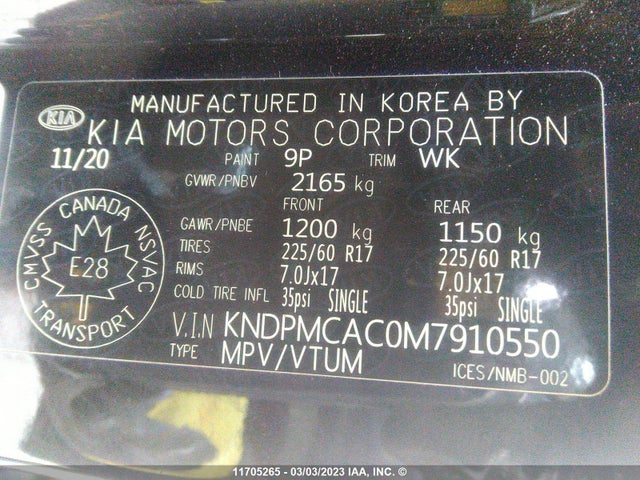 MANUFACTURED IN KOREA BY
KIA KIA MOTORS CORPORATION
11/20 PAINT 9P TRIM WK
GVWR/PNBV 2165 kg
FRONT REAR
GAWR/PNBE 1200 kg 1150 kg
TIRES 225/60 R17 225/60 R17
RIMS 7.0Jx17 7.0Jx17
COLD TIRE INFL 35psi SINGLE 35psi SINGLE
V.I.N KNDPMCAC0M7910550
TYPE MPV/VTUM
ICES/NMB-002
CANADA
CMVSS NSVAC
E28
TRANSPORT
11705265 - 03/03/2023 IAA, INC. ©